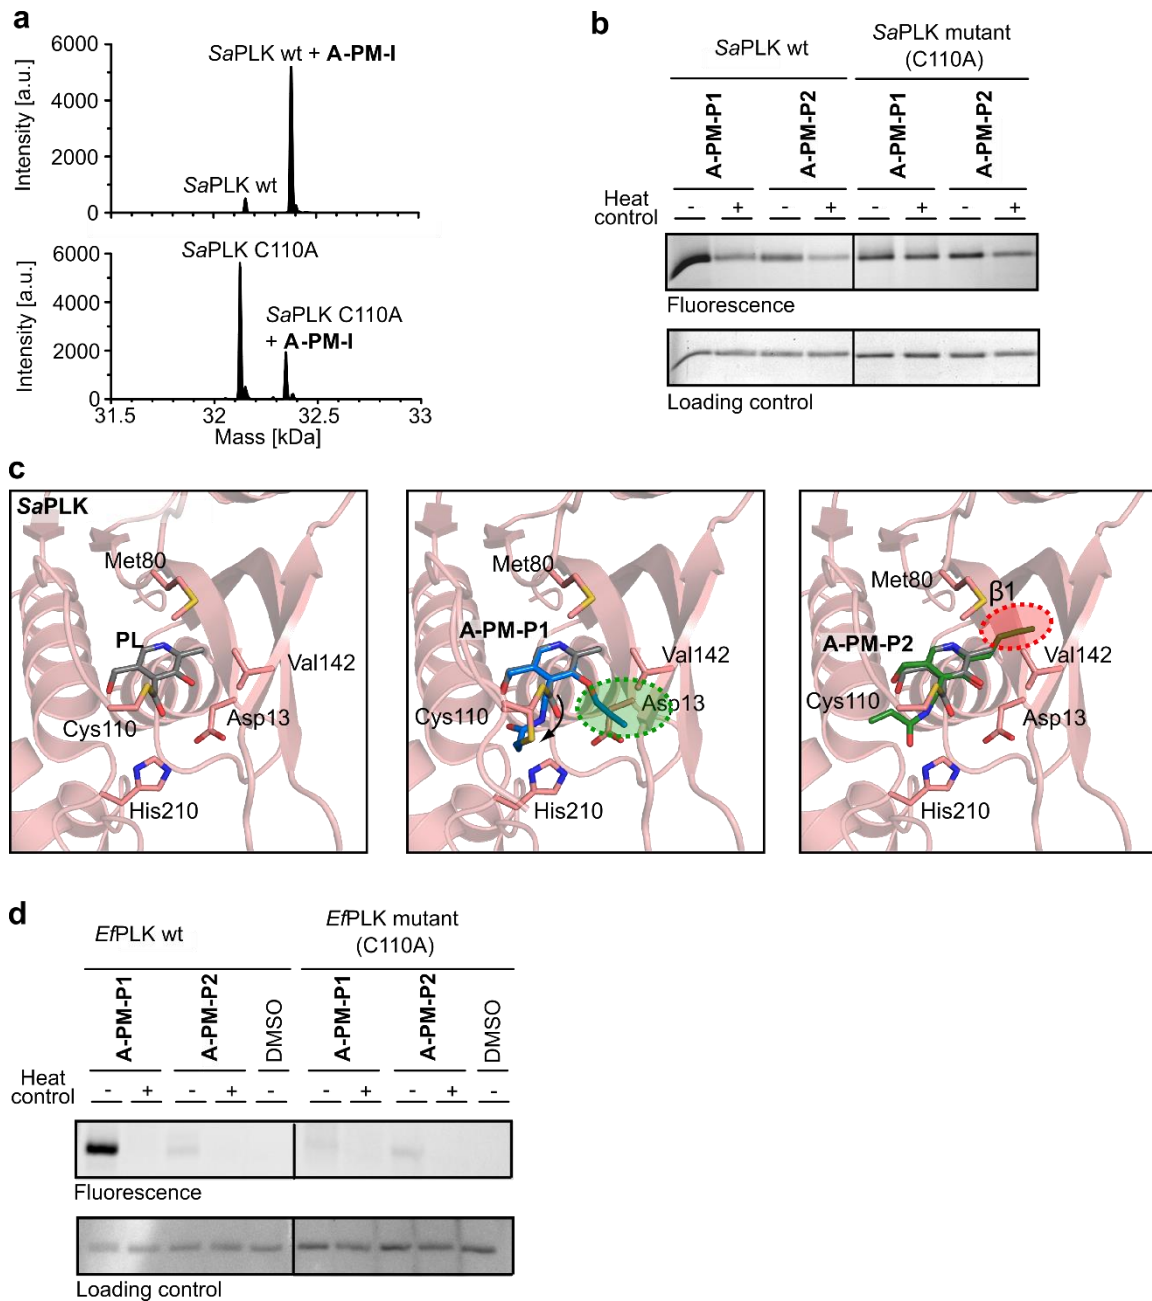 a
6000
4000
2000
0
Intensity [a.u.]
SaPLK wt + A-PM-I
SaPLK wt
6000
4000
2000
0
Intensity [a.u.]
SaPLK C110A
SaPLK C110A
+ A-PM-I
31.5 32 32.5 33
Mass [kDa]
b
SaPLK wt
SaPLK mutant
(C110A)
A-PM-P1 A-PM-P2 A-PM-P1 A-PM-P2
Heat
control
- + - + - + - +
Fluorescence
Loading control
c
SaPLK
Met80
PL
Val142
Cys110
Asp13
His210
Met80
A-PM-P1
Val142
Cys110
Asp13
His210
Met80
β1
A-PM-P2
Val142
Cys110
Asp13
His210
d
EfPLK wt
EfPLK mutant
(C110A)
A-PM-P1 A-PM-P2 DMSO A-PM-P1 A-PM-P2 DMSO
Heat
control
- + - + - - + - + -
Fluorescence
Loading control